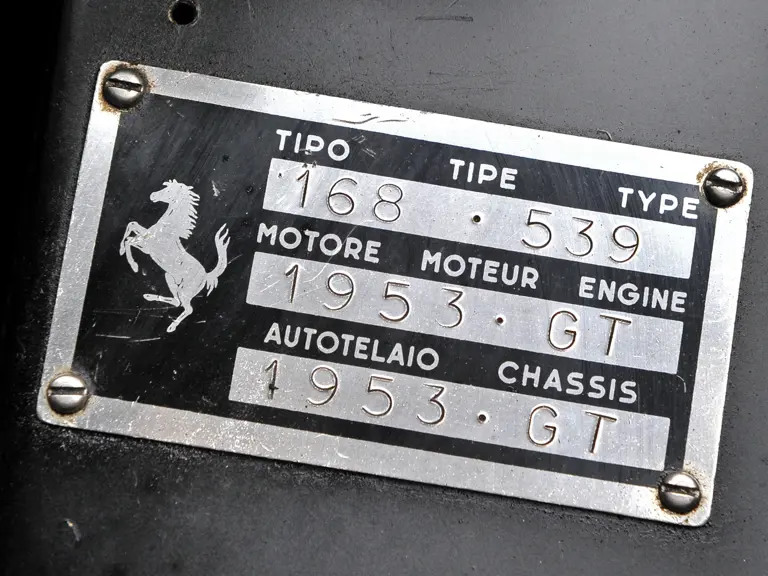 TIPO TIPE TYPE
168 · 539
MOTORE MOTEUR ENGINE
1953 · GT
AUTOTELAIO CHASSIS
1953 · GT